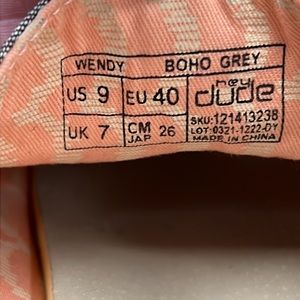 WENDY BOHO GREY
US 9 EU 40 hey
dude
UK 7 CM JAP 26 SKU:121413238
LOT:0321-1222-DY
MADE IN CHINA